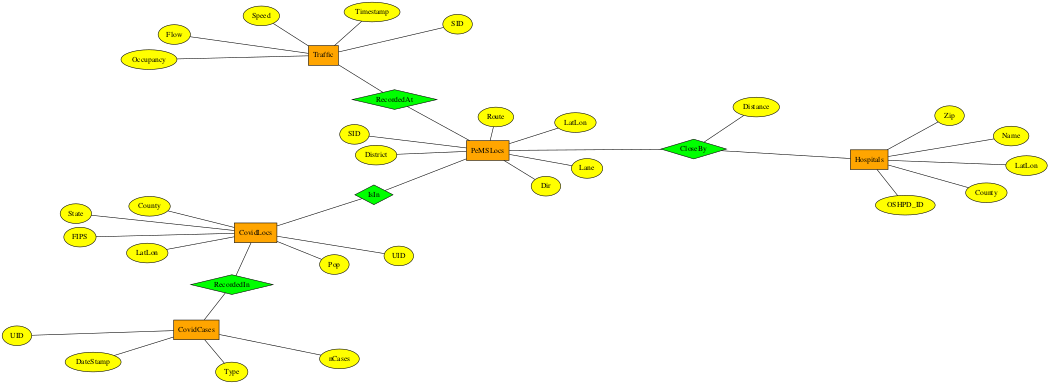 Timestamp
Speed
SID
Flow
Traffic
Occupancy
RecordedAt
Distance
Route
LatLon
Zip
SID
Name
District
PeMSLocs
CloseBy
Hospitals
LatLon
Lane
Dir
County
IsIn
OSHPD_ID
County
State
FIPS
CovidLocs
LatLon
UID
Pop
RecordedIn
CovidCases
UID
nCases
DateStamp
Type